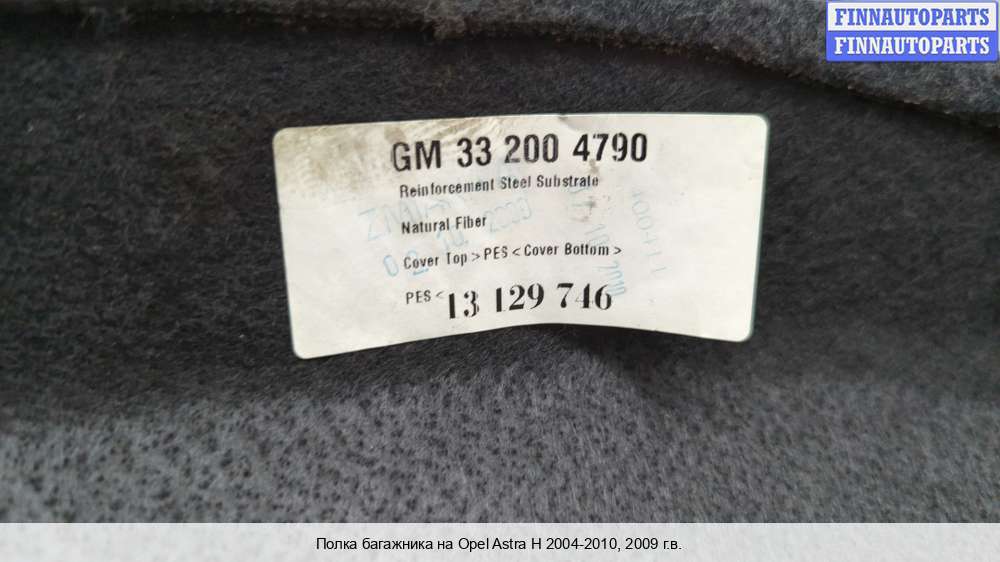 FINNAUTOPARTS
FINNAUTOPARTS
GM 33 200 4790
Reinforcement Steel Substrate
Natural Fiber
Cover Top > PES < Cover Bottom >
PES <
13 129 746
Полка багажника на Opel Astra H 2004-2010, 2009 г.в.